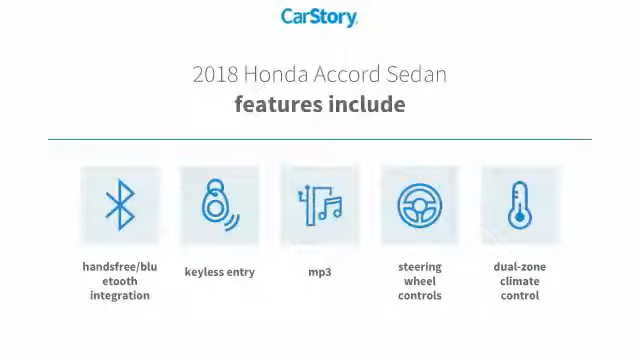 CarStory
2018 Honda Accord Sedan
features include
handsfree/blu
etooth
integration
keyless entry
mp3
steering
wheel
controls
dual-zone
climate
control